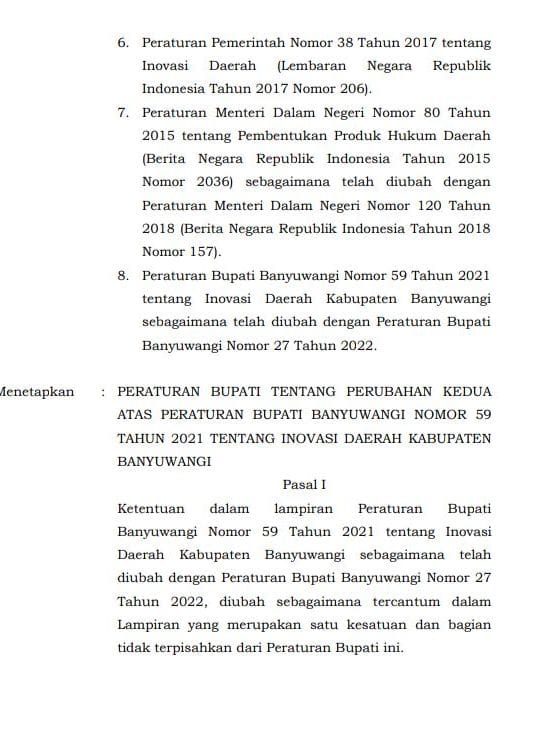 6. Peraturan Pemerintah Nomor 38 Tahun 2017 tentang
Inovasi Daerah (Lembaran Negara Republik
Indonesia Tahun 2017 Nomor 206).
7. Peraturan Menteri Dalam Negeri Nomor 80 Tahun
2015 tentang Pembentukan Produk Hukum Daerah
(Berita Negara Republik Indonesia Tahun 2015
Nomor 2036) sebagaimana telah diubah dengan
Peraturan Menteri Dalam Negeri Nomor 120 Tahun
2018 (Berita Negara Republik Indonesia Tahun 2018
Nomor 157).
8. Peraturan Bupati Banyuwangi Nomor 59 Tahun 2021
tentang Inovasi Daerah Kabupaten Banyuwangi
sebagaimana telah diubah dengan Peraturan Bupati
Banyuwangi Nomor 27 Tahun 2022.
Menetapkan : PERATURAN BUPATI TENTANG PERUBAHAN KEDUA
ATAS PERATURAN BUPATI BANYUWANGI NOMOR 59
TAHUN 2021 TENTANG INOVASI DAERAH KABUPATEN
BANYUWANGI
Pasal I
Ketentuan dalam lampiran Peraturan Bupati
Banyuwangi Nomor 59 Tahun 2021 tentang Inovasi
Daerah Kabupaten Banyuwangi sebagaimana telah
diubah dengan Peraturan Bupati Banyuwangi Nomor 27
Tahun 2022, diubah sebagaimana tercantum dalam
Lampiran yang merupakan satu kesatuan dan bagian
tidak terpisahkan dari Peraturan Bupati ini.